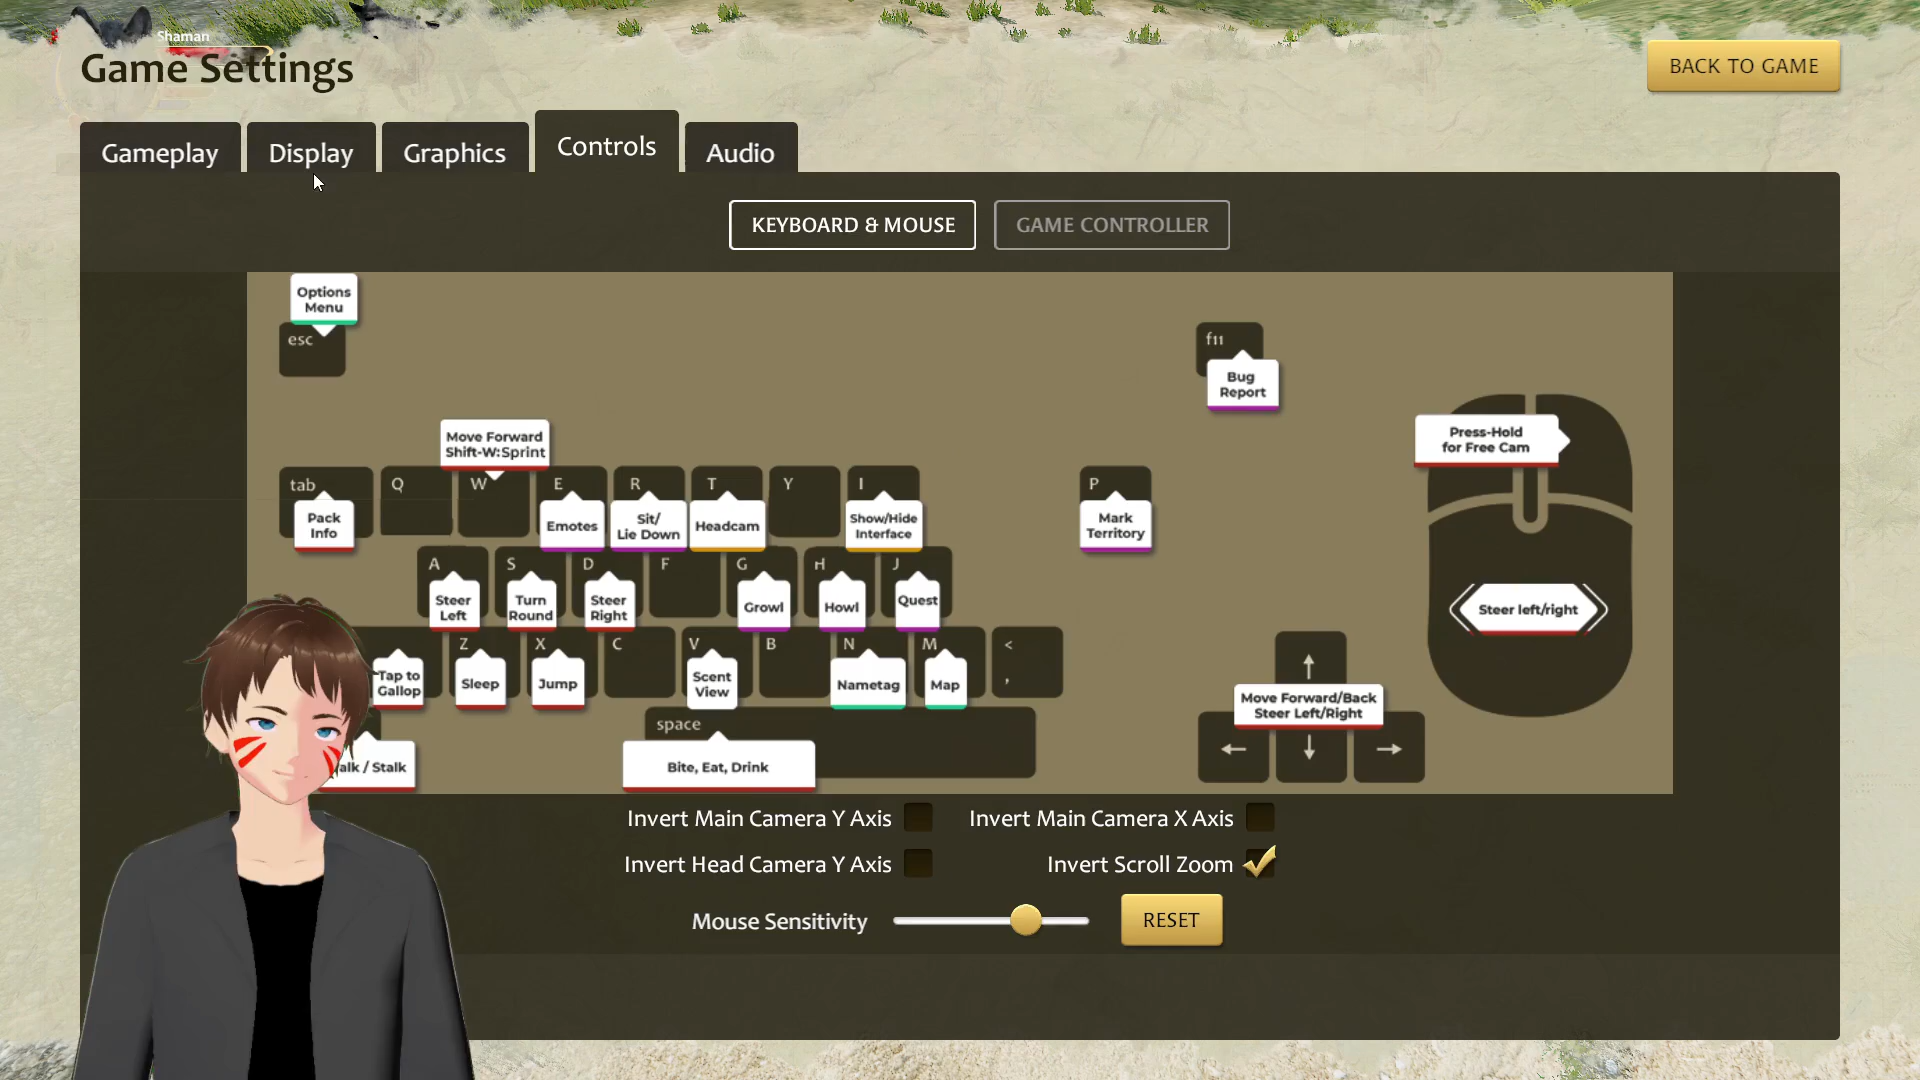 Shaman
Game Settings
BACK TO GAME
Gameplay
Display
Graphics
Controls
Audio
KEYBOARD & MOUSE
GAME CONTROLLER
Options
Menu
esc
f11
Bug
Report
Move Forward
Shift-W: Sprint
Press-Hold
for Free Cam
tab
Pack
Info
Q
W
E
Emotes
R
Sit/
Lie Down
T
Headcam
Y
I
Show/Hide
Interface
P
Mark
Territory
A
Steer
Left
S
Turn
Round
D
Steer
Right
F
G
Growl
H
Howl
J
Quest
Steer left/right
Tap to
Gallop
Z
Sleep
X
Jump
C
V
Scent
View
B
N
Nametag
M
Map
<
,
Move Forward/Back
Steer Left/Right
/ Stalk
space
Bite, Eat, Drink
Invert Main Camera Y Axis
Invert Main Camera X Axis
Invert Head Camera Y Axis
Invert Scroll Zoom
Mouse Sensitivity
RESET